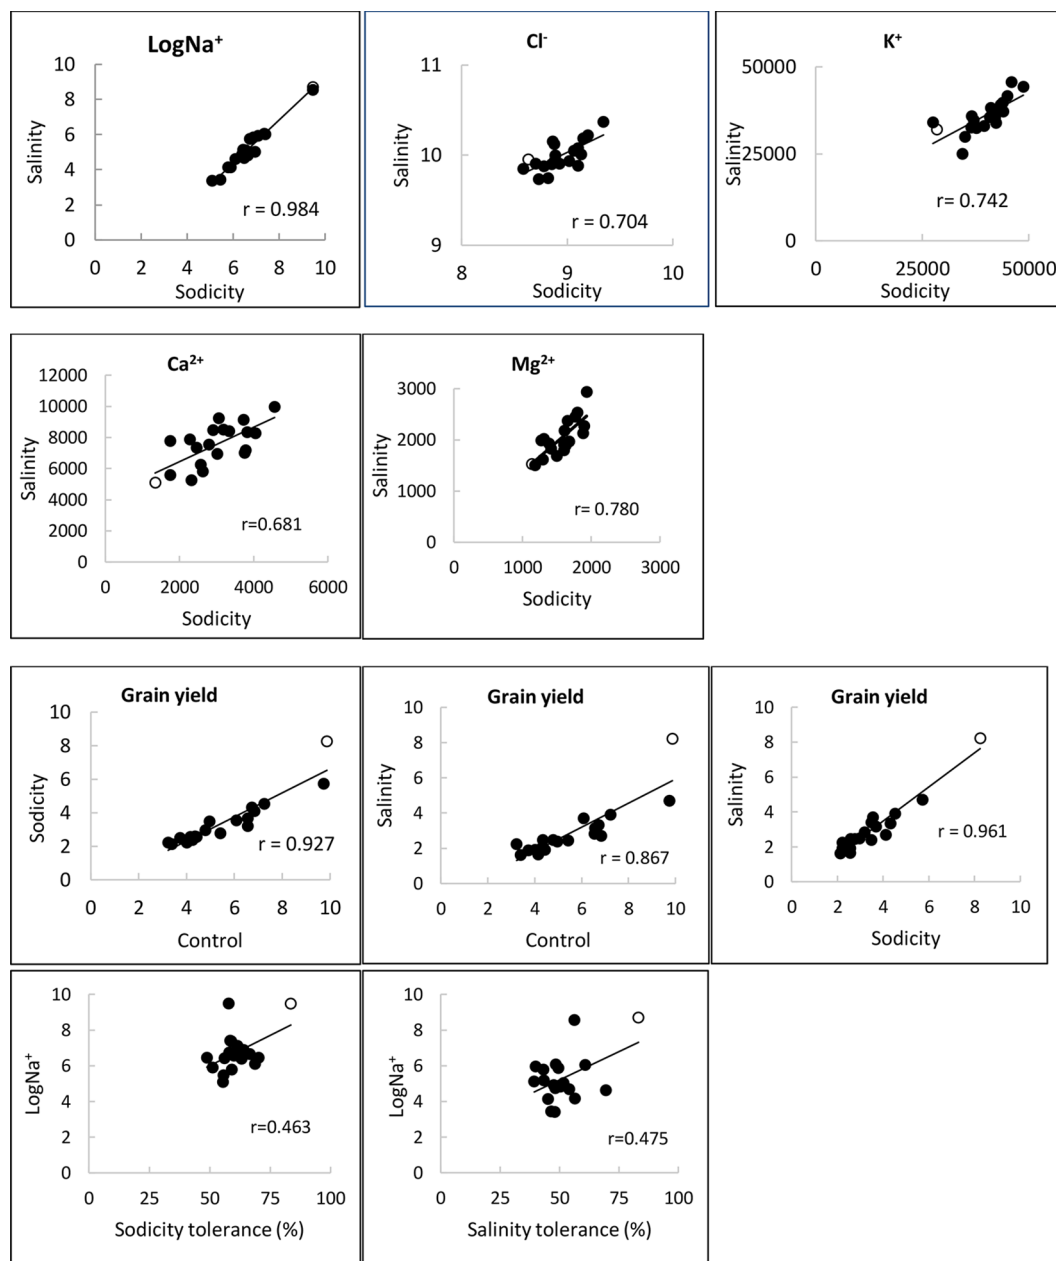 LogNa⁺
10
8
6
4
2
0
0 2 4 6 8 10
Salinity
Sodicity
r = 0.984
Cl⁻
11
10
9
8 9 10
Salinity
Sodicity
r = 0.704
K⁺
50000
25000
0
0 25000 50000
Salinity
Sodicity
r= 0.742
Ca²⁺
12000
10000
8000
6000
4000
2000
0
0 2000 4000 6000
Salinity
Sodicity
r=0.681
Mg²⁺
3000
2000
1000
0
0 1000 2000 3000
Salinity
Sodicity
r= 0.780
Grain yield
10
8
6
4
2
0
0 2 4 6 8 10
Sodicity
Control
r = 0.927
Grain yield
10
8
6
4
2
0
0 2 4 6 8 10
Salinity
Control
r = 0.867
Grain yield
10
8
6
4
2
0
0 2 4 6 8 10
Salinity
Sodicity
r = 0.961
10
8
6
4
2
0
0 25 50 75 100
LogNa⁺
Sodicity tolerance (%)
r=0.463
10
8
6
4
2
0
0 25 50 75 100
LogNa⁺
Salinity tolerance (%)
r=0.475